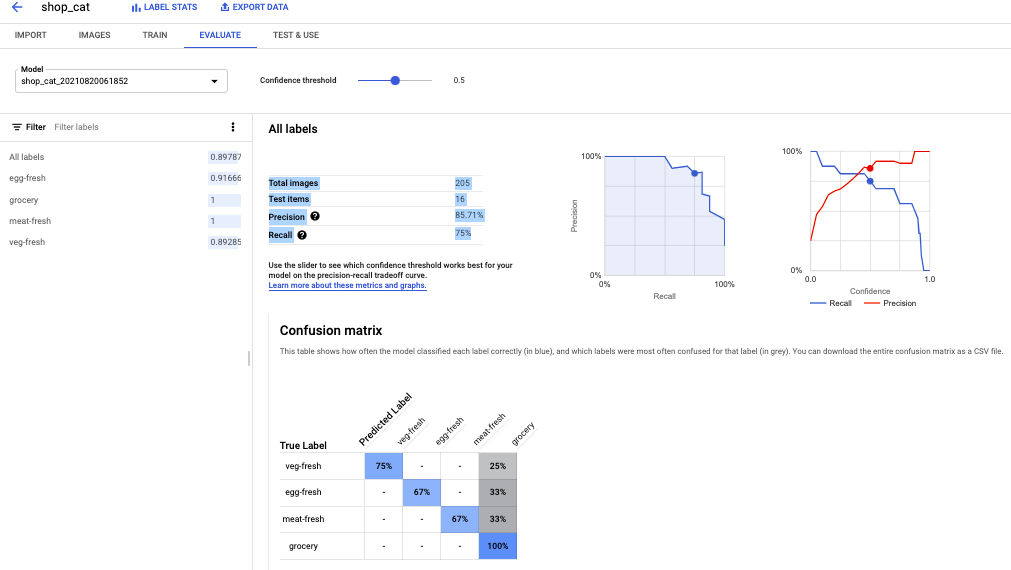 shop_cat
LABEL STATS
EXPORT DATA
IMPORT
IMAGES
TRAIN
EVALUATE
TEST & USE
Model
shop_cat_20210820061852
Confidence threshold
0.5
Filter
Filter labels
All labels
0.89787
egg-fresh
0.91666
grocery
1
meat-fresh
1
veg-fresh
0.89285
All labels
Total images
205
Test items
16
Precision
85.71%
Recall
75%
Use the slider to see which confidence threshold works best for your
model on the precision-recall tradeoff curve.
Learn more about these metrics and graphs.
100%
Precision
0%
0%
100%
Recall
100%
0%
0.0
1.0
Confidence
Recall
Precision
Confusion matrix
This table shows how often the model classified each label correctly (in blue), and which labels were most often confused for that label (in grey). You can download the entire confusion matrix as a CSV file.
True Label
Predicted Label
veg-fresh
egg-fresh
meat-fresh
grocery
veg-fresh 75% - - 25%
egg-fresh - 67% - 33%
meat-fresh - - 67% 33%
grocery - - - 100%